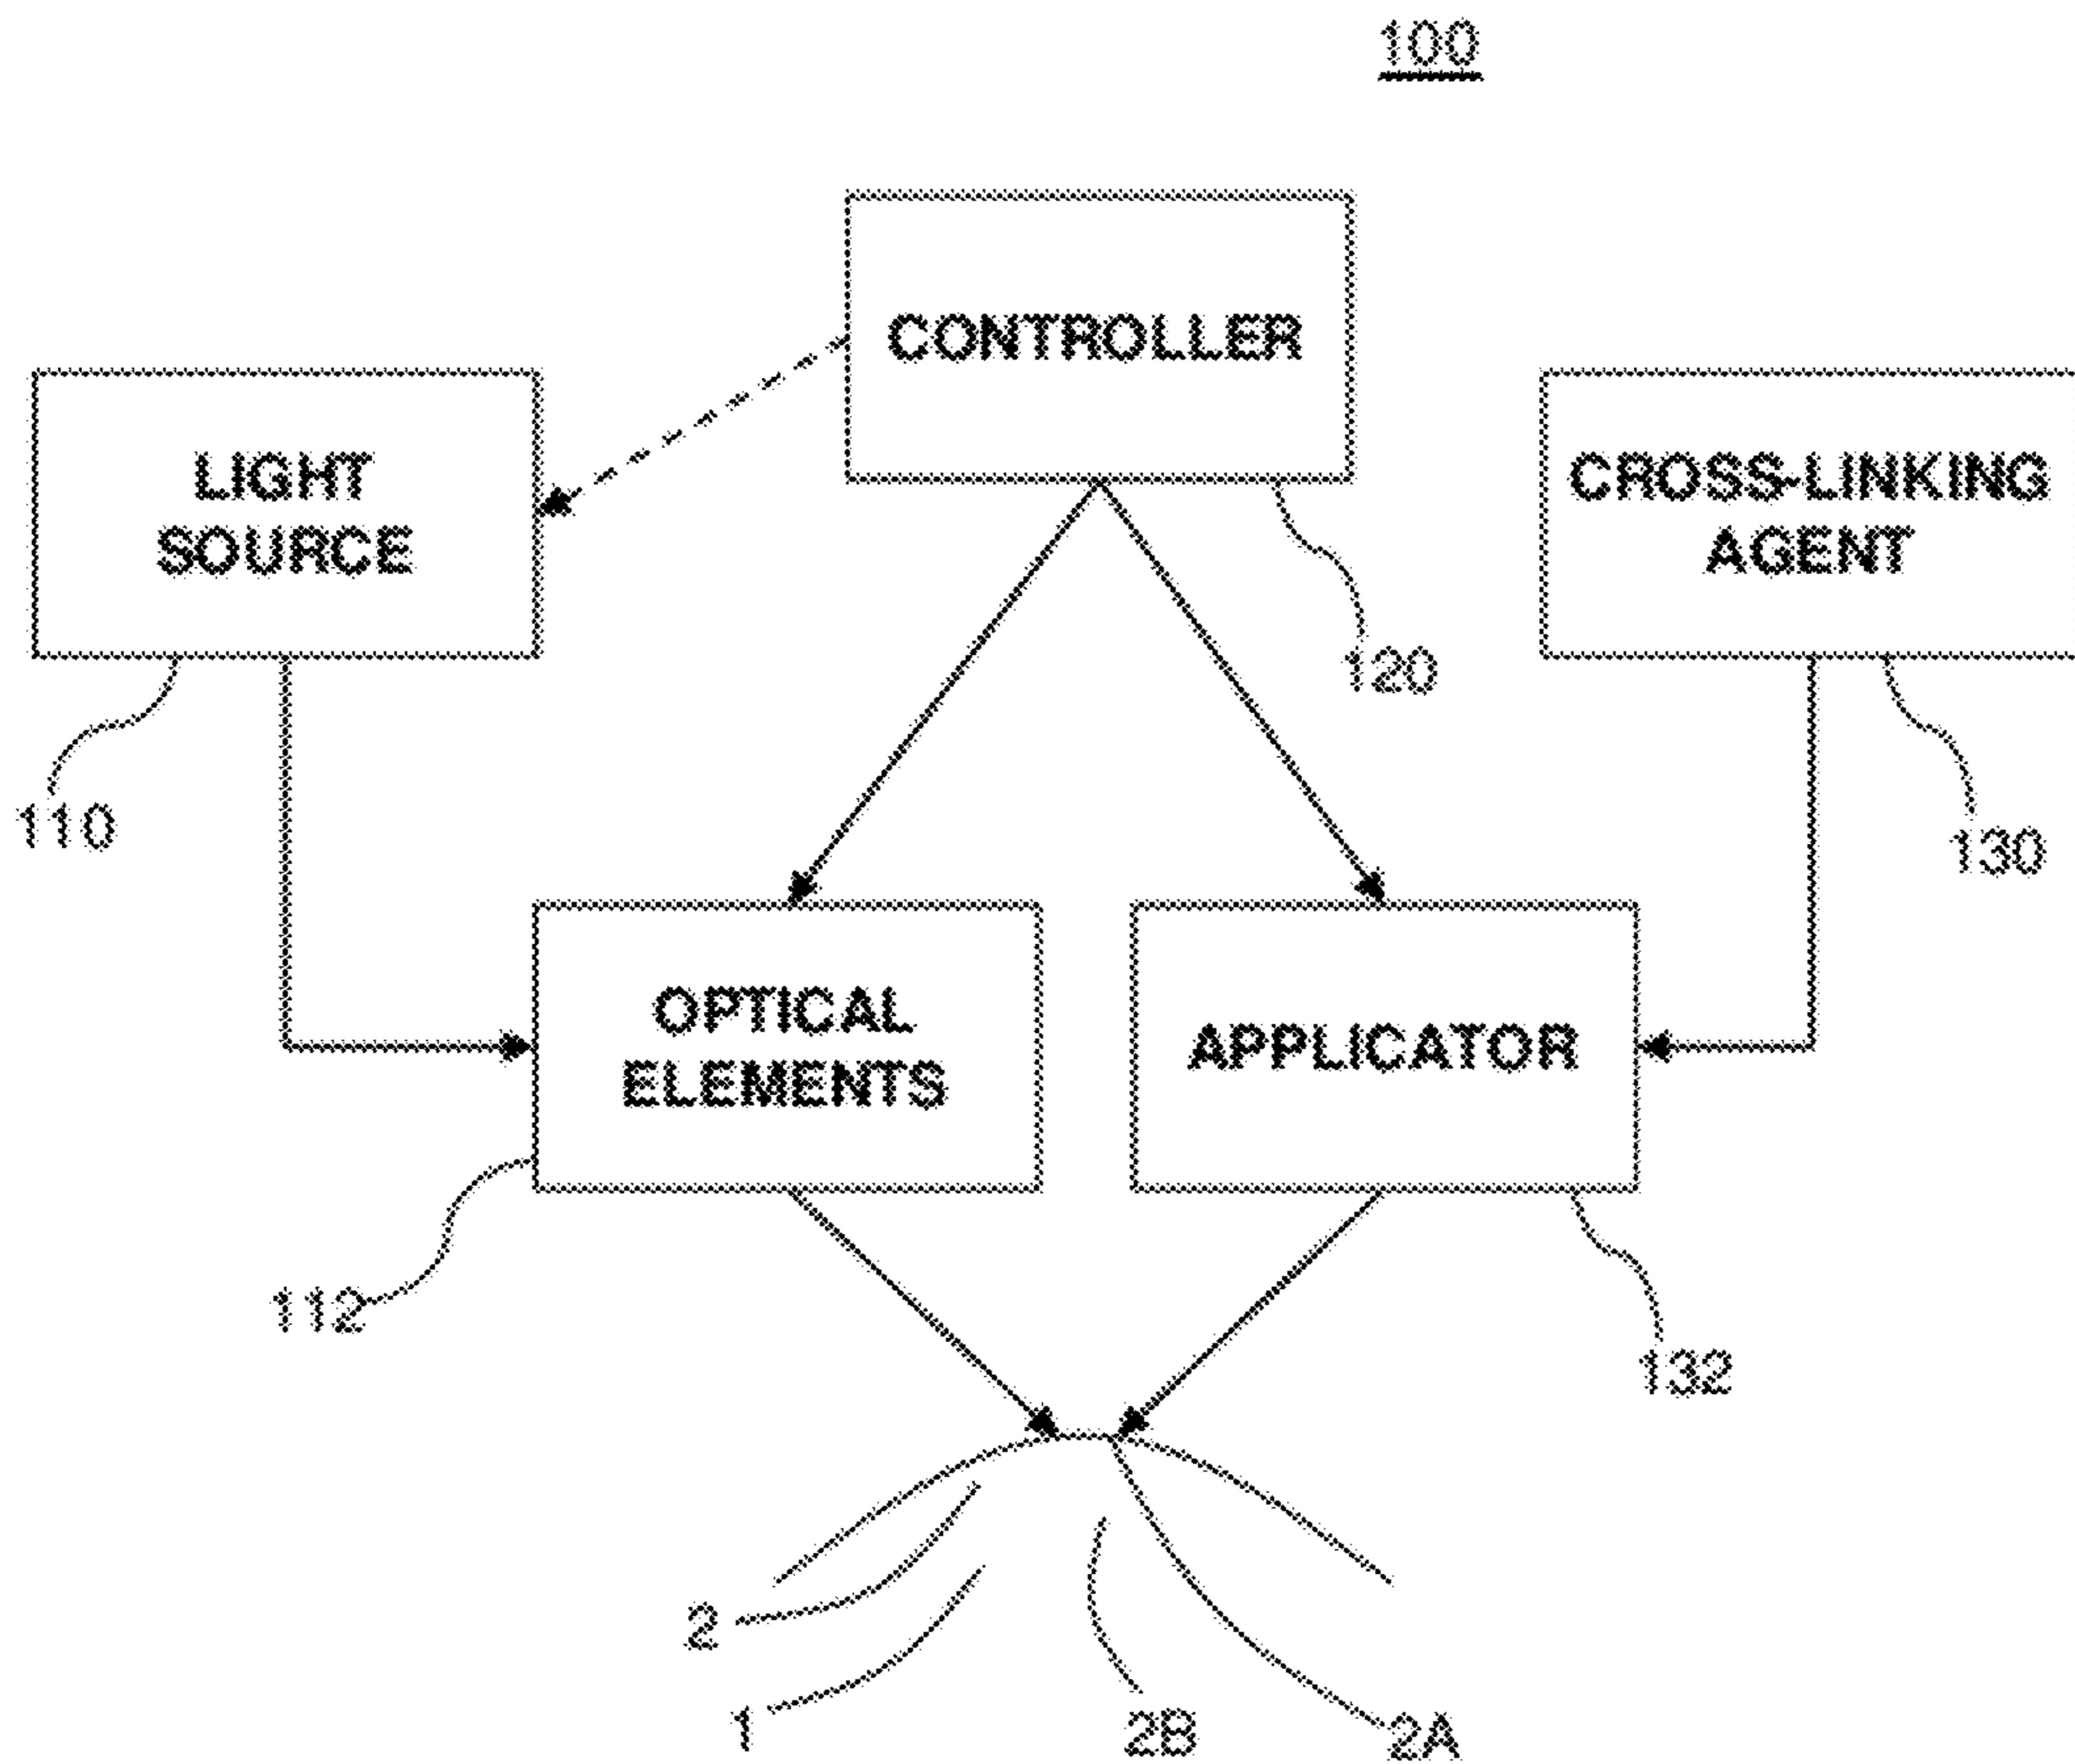 100
CONTROLLER
LIGHT
SOURCE
CROSS-LINKING
AGENT
120
110
130
OPTICAL
ELEMENTS
APPLICATOR
112
132
2
1
2B
2A